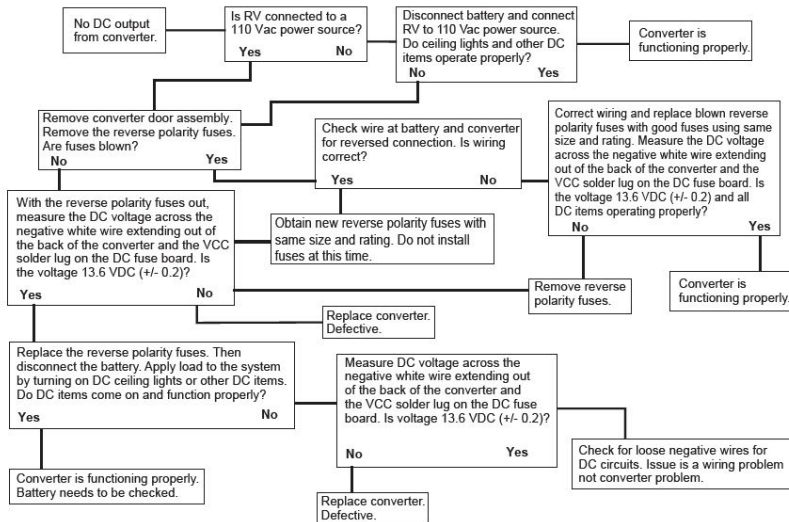 No DC output
from converter.
Is RV connected to a
110 Vac power source?
Yes No
Disconnect battery and connect
RV to 110 Vac power source.
Do ceiling lights and other DC
items operate properly?
No Yes
Converter is
functioning properly.
Remove converter door assembly.
Remove the reverse polarity fuses.
Are fuses blown?
No Yes
Check wire at battery and converter
for reversed connection. Is wiring
correct?
Yes No
Correct wiring and replace blown reverse
polarity fuses with good fuses using same
size and rating. Measure the DC voltage
across the negative white wire extending
out of the back of the converter and the
VCC solder lug on the DC fuse board. Is
the voltage 13.6 VDC (+/- 0.2) and all
DC items operating properly?
No Yes
With the reverse polarity fuses out,
measure the DC voltage across the
negative white wire extending out of
the back of the converter and the VCC
solder lug on the DC fuse board. Is
the voltage 13.6 VDC (+/- 0.2)?
Yes No
Obtain new reverse polarity fuses with
same size and rating. Do not install
fuses at this time.
Remove reverse
polarity fuses.
Converter is
functioning properly.
Replace converter.
Defective.
Replace the reverse polarity fuses. Then
disconnect the battery. Apply load to the system
by turning on DC ceiling lights or other DC items.
Do DC items come on and function properly?
Yes No
Measure DC voltage across the
negative white wire extending out
of the back of the converter and
the VCC solder lug on the DC fuse
board. Is voltage 13.6 VDC (+/- 0.2)?
No Yes
Check for loose negative wires for
DC circuits. Issue is a wiring problem
not converter problem.
Converter is functioning properly.
Battery needs to be checked.
Replace converter.
Defective.